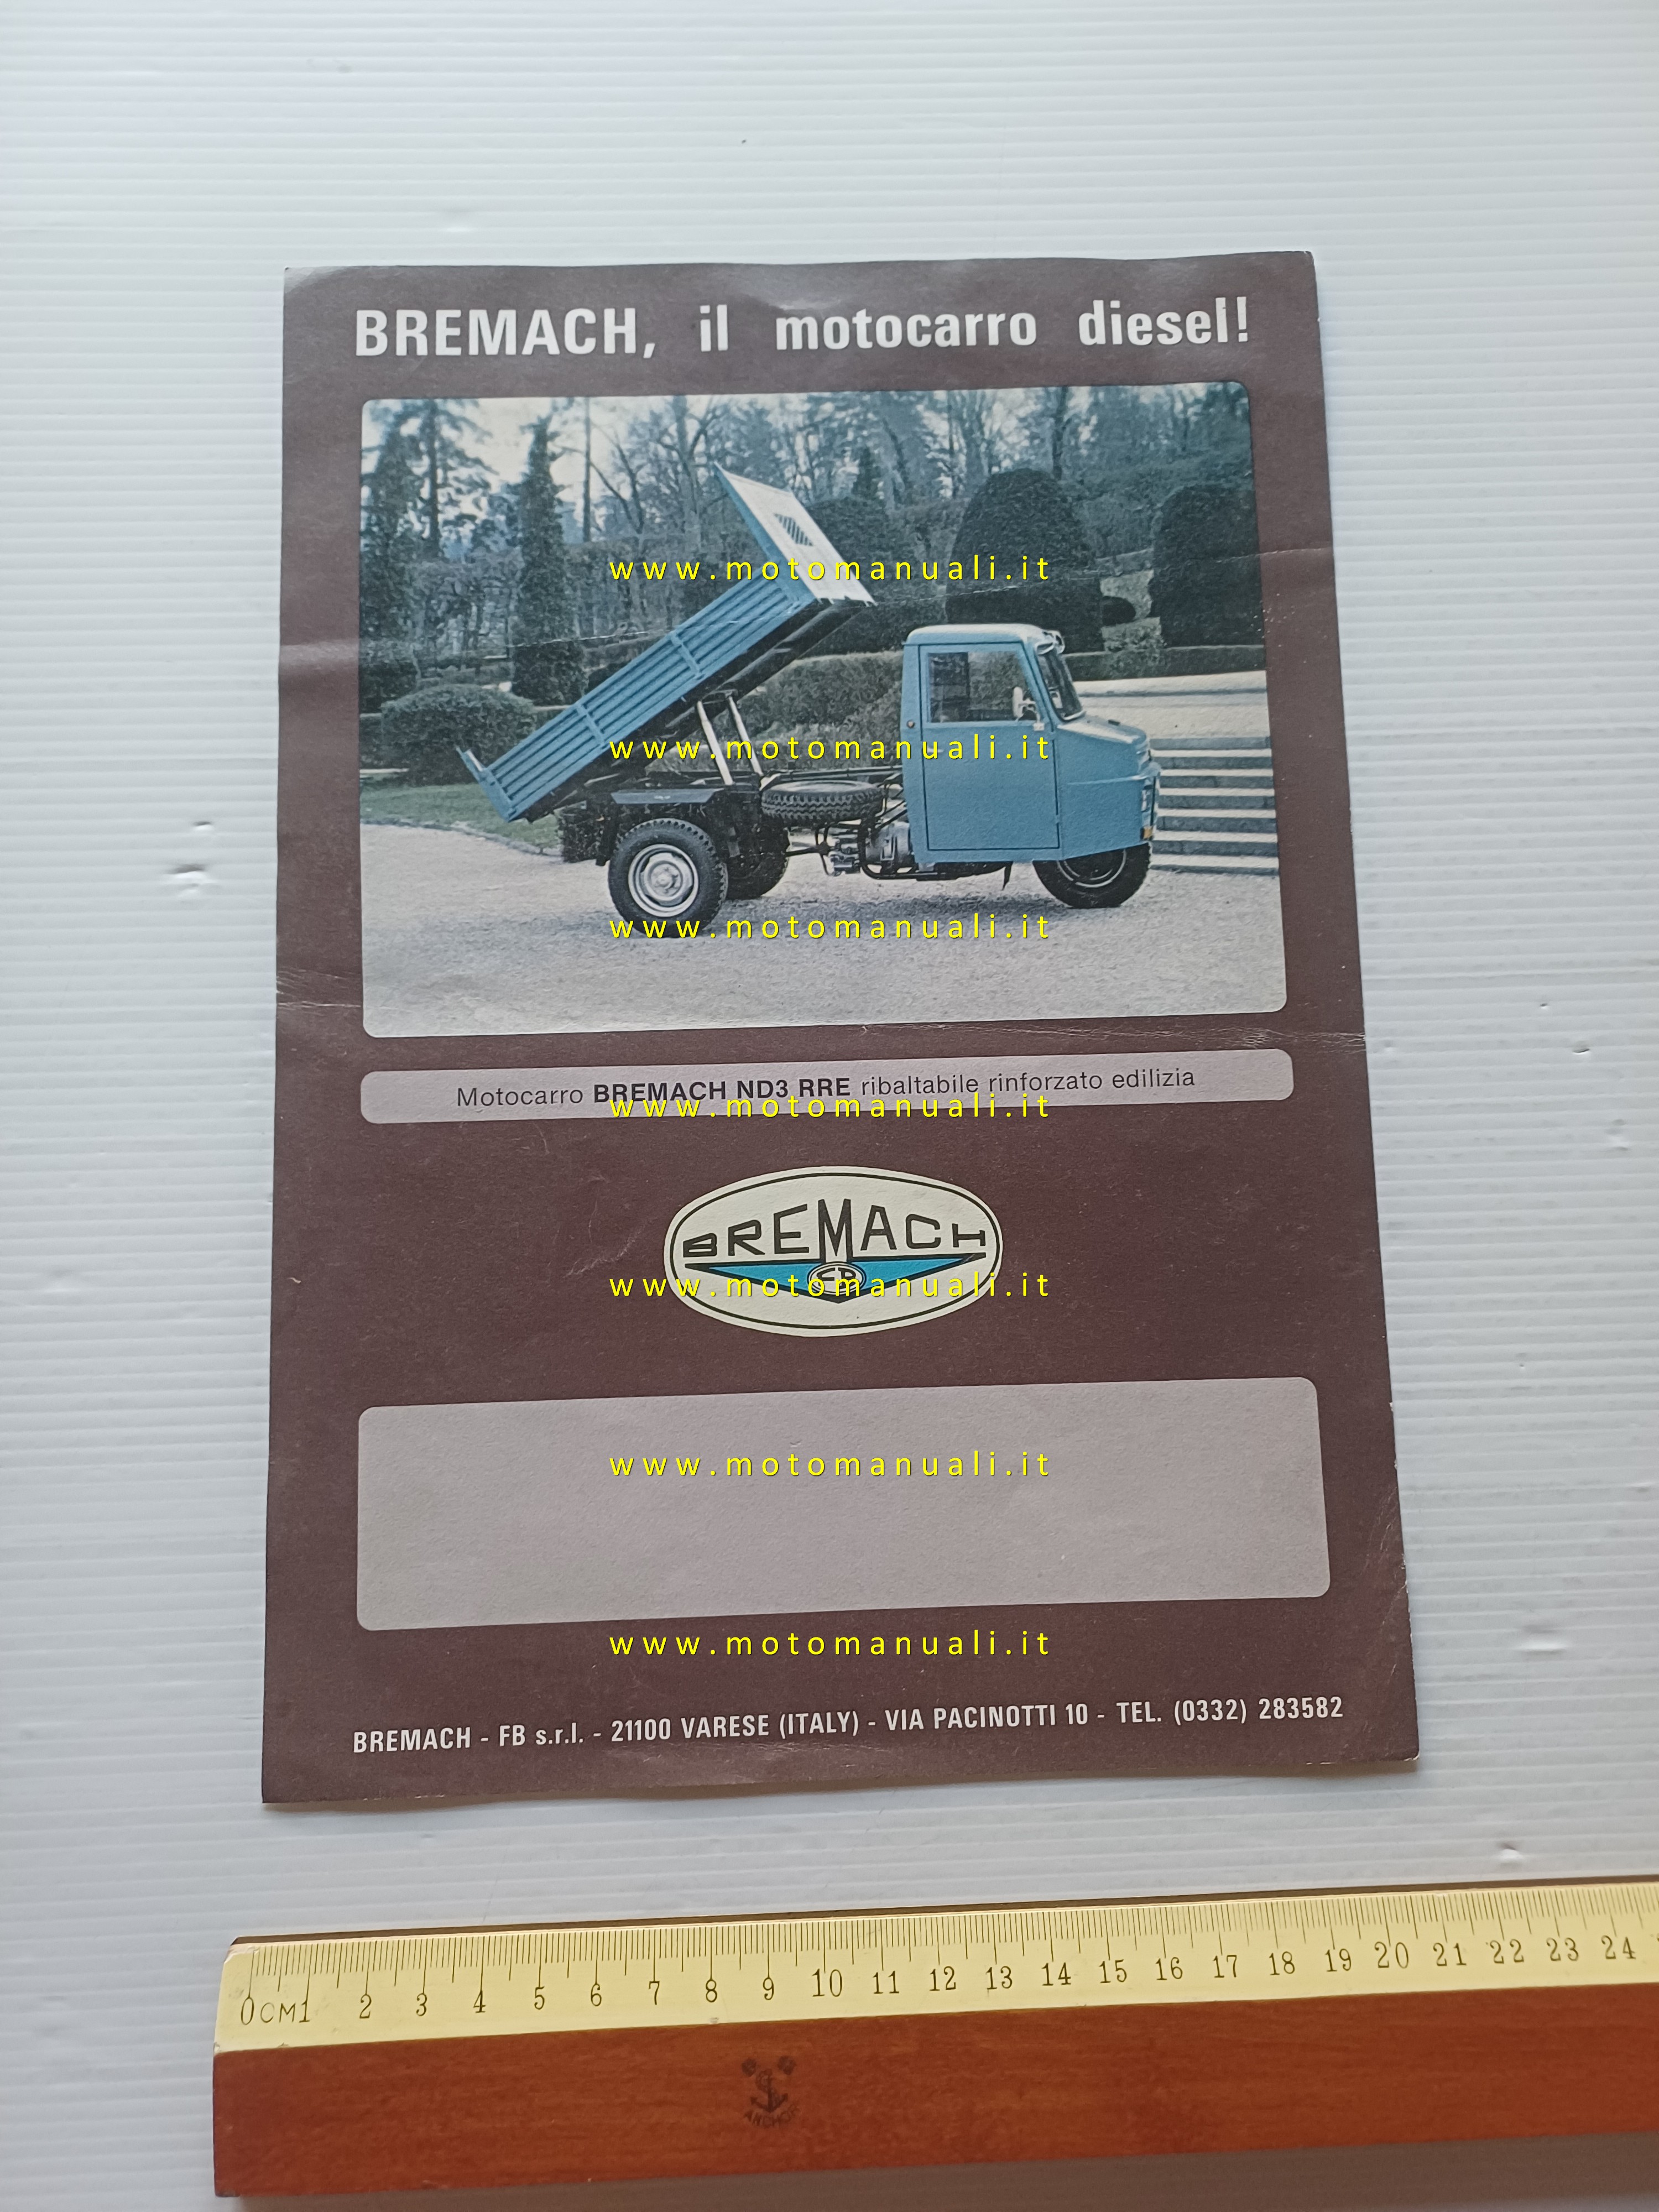 BREMACH, il motocarro diesel!
www.motomanuali.it
www.motomanuali.it
www.motomanuali.it
Motocarro BREMACH ND3 RRE ribaltabile rinforzato edilizia
www.motomanuali.it
BREMACH
www.motomanuali.it
www.motomanuali.it
www.motomanuali.it
BREMACH - FB s.r.l. - 21100 VARESE (ITALY) - VIA PACINOTTI 10 - TEL. (0332) 283582
0CM1 2 3 4 5 6 7 8 9 10 11 12 13 14 15 16 17 18 19 20 21 22 23 24
ANCHOR